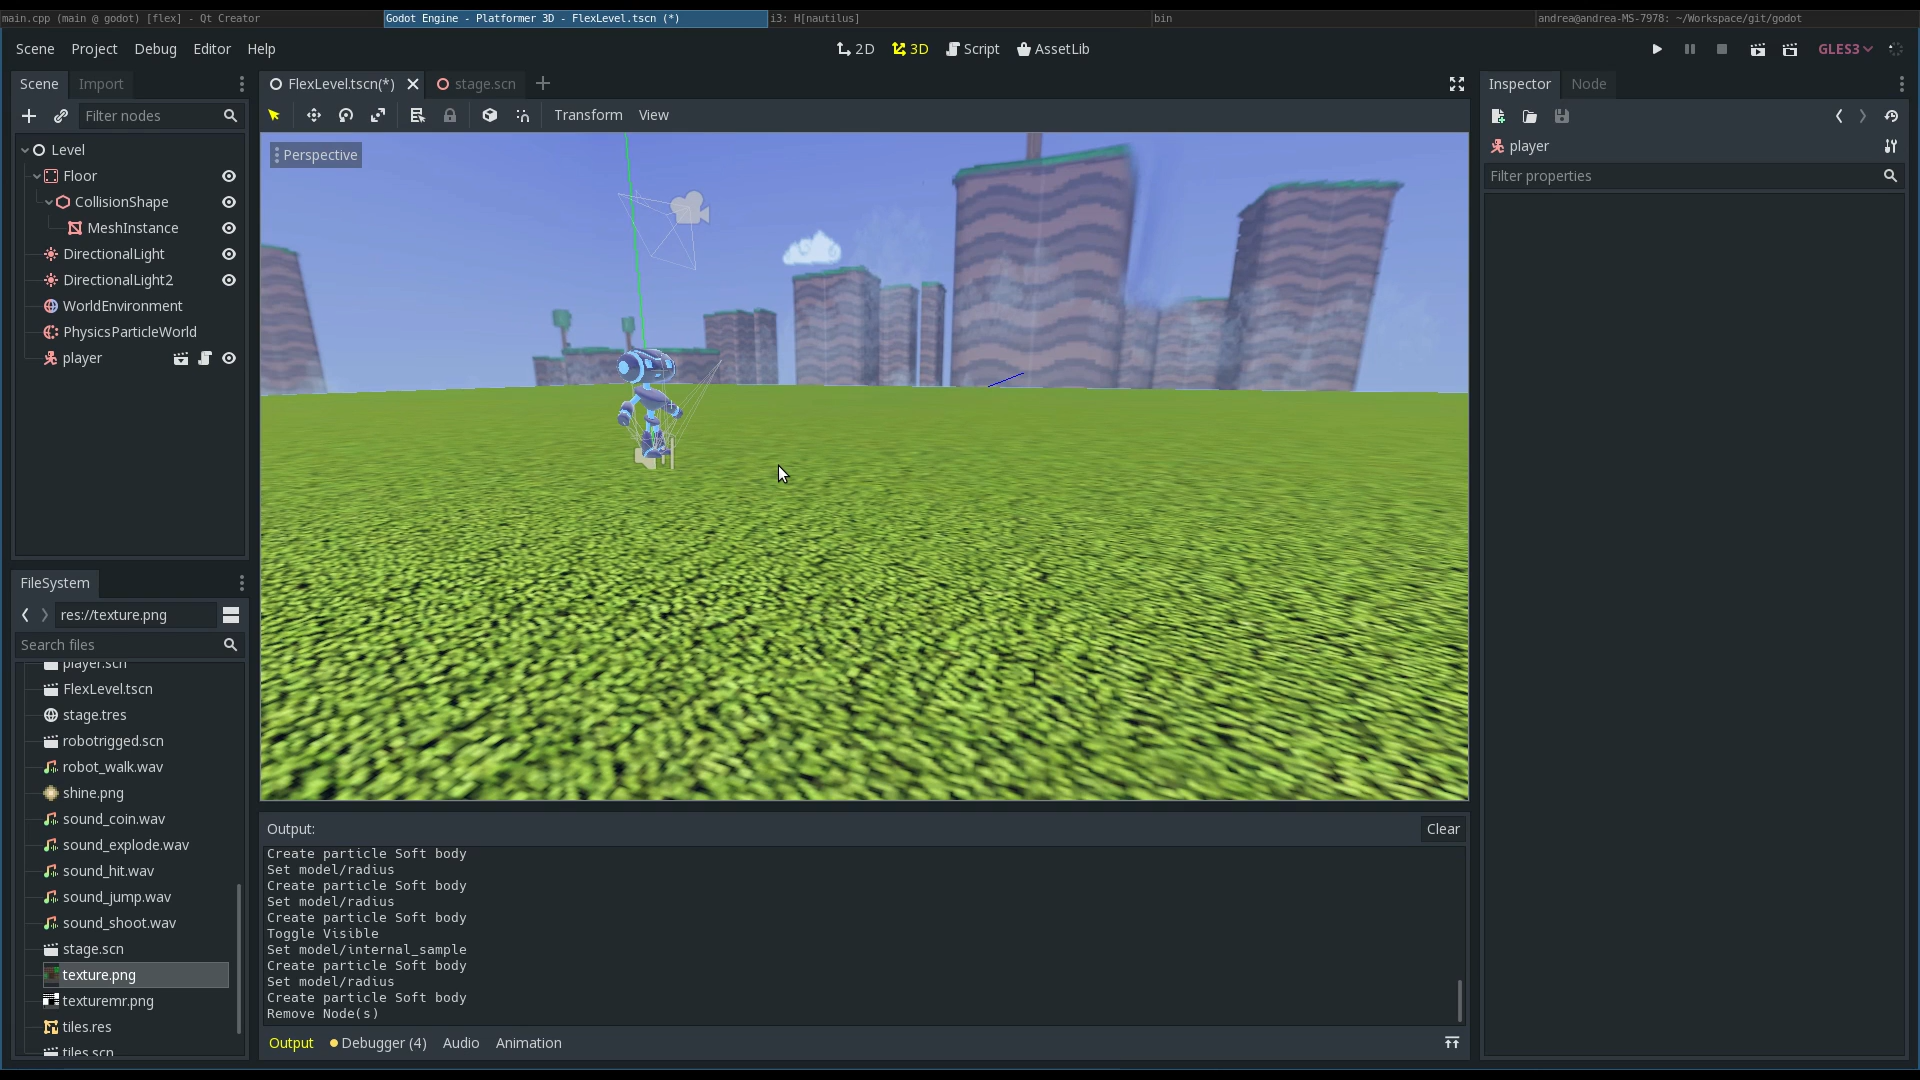 main.cpp (main @ godot) [flex] - Qt Creator
Godot Engine - Platformer 3D - FlexLevel.tscn (*)
i3: H[nautilus]
bin
andrea@andrea-MS-7978: ~/Workspace/git/godot
Scene Project Debug Editor Help
2D 3D Script AssetLib
GLES3
Scene Import
FlexLevel.tscn(*) stage.scn
Inspector Node
Filter nodes
Transform View
player
Filter properties
Perspective
Level
Floor
CollisionShape
MeshInstance
DirectionalLight
DirectionalLight2
WorldEnvironment
PhysicsParticleWorld
player
FileSystem
res://texture.png
Search files
player.scn
FlexLevel.tscn
stage.tres
robotrigged.scn
robot_walk.wav
shine.png
sound_coin.wav
sound_explode.wav
sound_hit.wav
sound_jump.wav
sound_shoot.wav
stage.scn
texture.png
texturemr.png
tiles.res
tiles.scn
Output:
Clear
Create particle Soft body
Set model/radius
Create particle Soft body
Set model/radius
Create particle Soft body
Toggle Visible
Set model/internal_sample
Create particle Soft body
Set model/radius
Create particle Soft body
Remove Node(s)
Output Debugger (4) Audio Animation